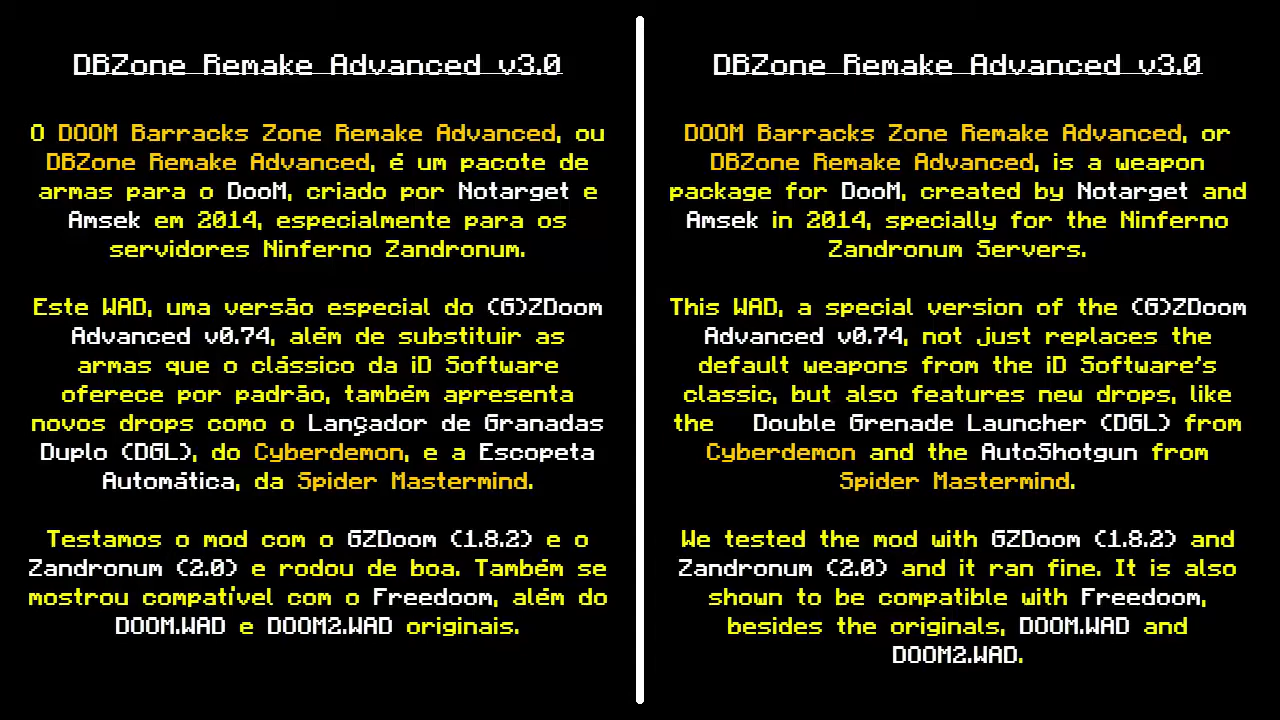 DBZone Remake Advanced v3.0
O DOOM Barracks Zone Remake Advanced, ou
DBZone Remake Advanced, é um pacote de
armas para o DooM, criado por Notarget e
Amsek em 2014, especialmente para os
servidores Ninferno Zandronum.
Este WAD, uma versão especial do (G)ZDoom
Advanced v0.74, além de substituir as
armas que o clássico da iD Software
oferece por padrão, também apresenta
novos drops como o Lançador de Granadas
Duplo (DGL), do Cyberdemon, e a Escopeta
Automática, da Spider Mastermind.
Testamos o mod com o GZDoom (1.8.2) e o
Zandronum (2.0) e rodou de boa. Também se
mostrou compatível com o Freedoom, além do
DOOM.WAD e DOOM2.WAD originais.
DBZone Remake Advanced v3.0
DOOM Barracks Zone Remake Advanced, or
DBZone Remake Advanced, is a weapon
package for DooM, created by Notarget and
Amsek in 2014, specially for the Ninferno
Zandronum Servers.
This WAD, a special version of the (G)ZDoom
Advanced v0.74, not just replaces the
default weapons from the iD Software's
classic, but also features new drops, like
the Double Grenade Launcher (DGL) from
Cyberdemon and the AutoShotgun from
Spider Mastermind.
We tested the mod with GZDoom (1.8.2) and
Zandronum (2.0) and it ran fine. It is also
shown to be compatible with Freedoom,
besides the originals, DOOM.WAD and
DOOM2.WAD.